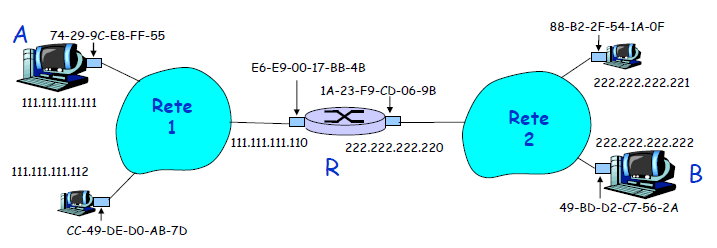 A
74-29-9C-E8-FF-55
111.111.111.111
Rete
1
111.111.111.112
CC-49-DE-D0-AB-7D
E6-E9-00-17-BB-4B
1A-23-F9-CD-06-9B
111.111.111.110
222.222.222.220
R
88-B2-2F-54-1A-0F
222.222.222.221
Rete
2
222.222.222.222
B
49-BD-D2-C7-56-2A